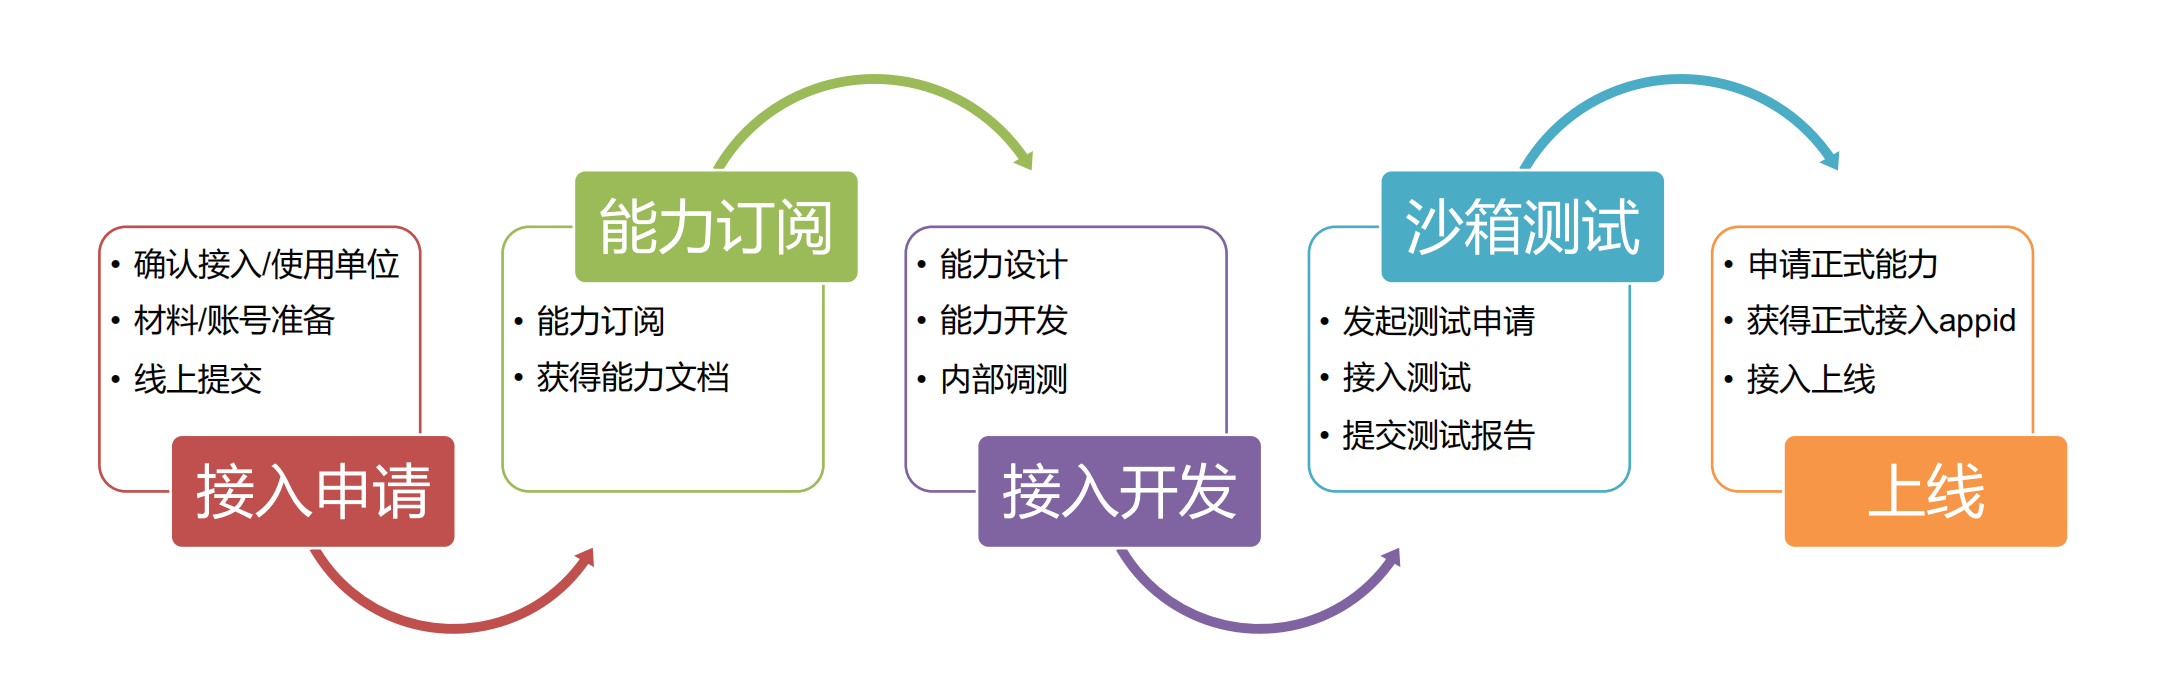 • 确认接入/使用单位
• 材料/账号准备
• 线上提交
接入申请
能力订阅
• 能力订阅
• 获得能力文档
• 能力设计
• 能力开发
• 内部调测
接入开发
沙箱测试
• 发起测试申请
• 接入测试
• 提交测试报告
• 申请正式能力
• 获得正式接入appid
• 接入上线
上线